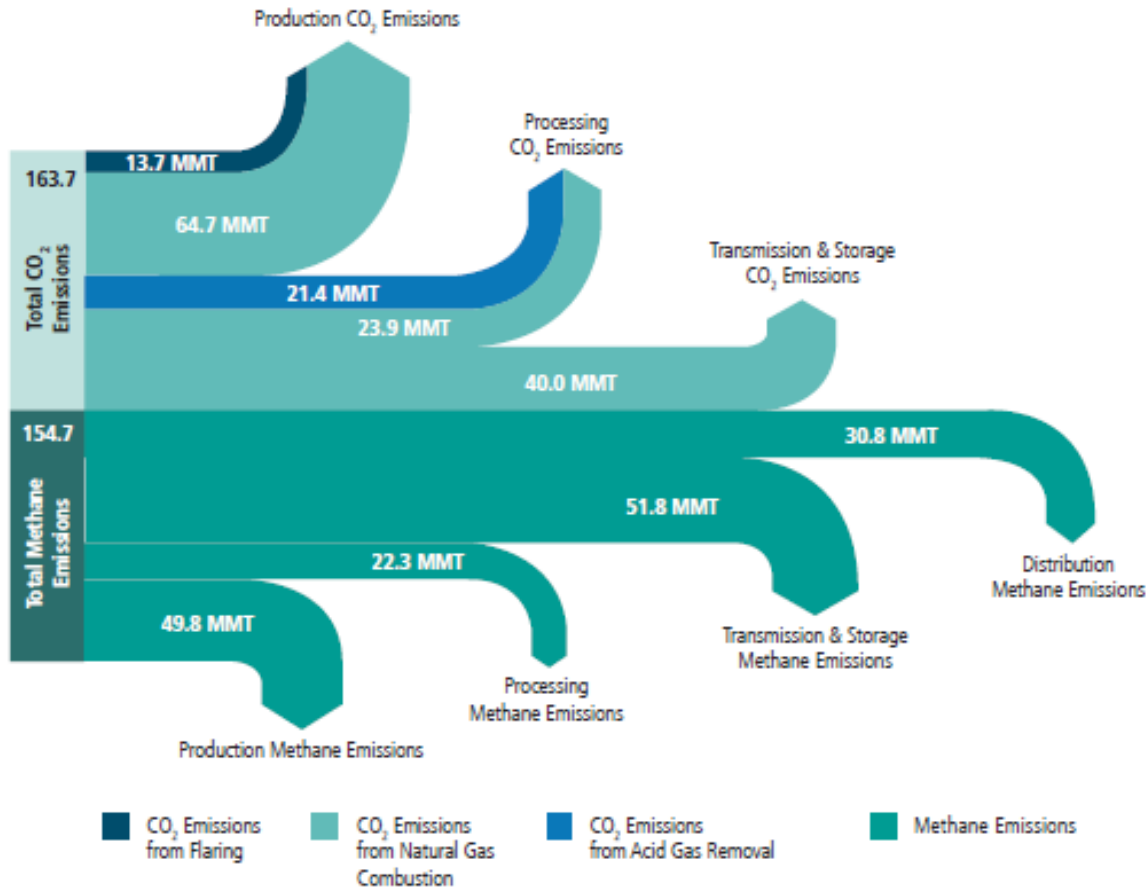 Production CO₂ Emissions
Processing
CO₂ Emissions
13.7 MMT
163.7
64.7 MMT
Transmission & Storage
CO₂ Emissions
Total CO₂
Emissions
21.4 MMT
23.9 MMT
40.0 MMT
154.7
30.8 MMT
Total Methane
Emissions
51.8 MMT
22.3 MMT
Distribution
Methane Emissions
49.8 MMT
Transmission & Storage
Methane Emissions
Processing
Methane Emissions
Production Methane Emissions
CO₂ Emissions
from Flaring
CO₂ Emissions
from Natural Gas
Combustion
CO₂ Emissions
from Acid Gas Removal
Methane Emissions